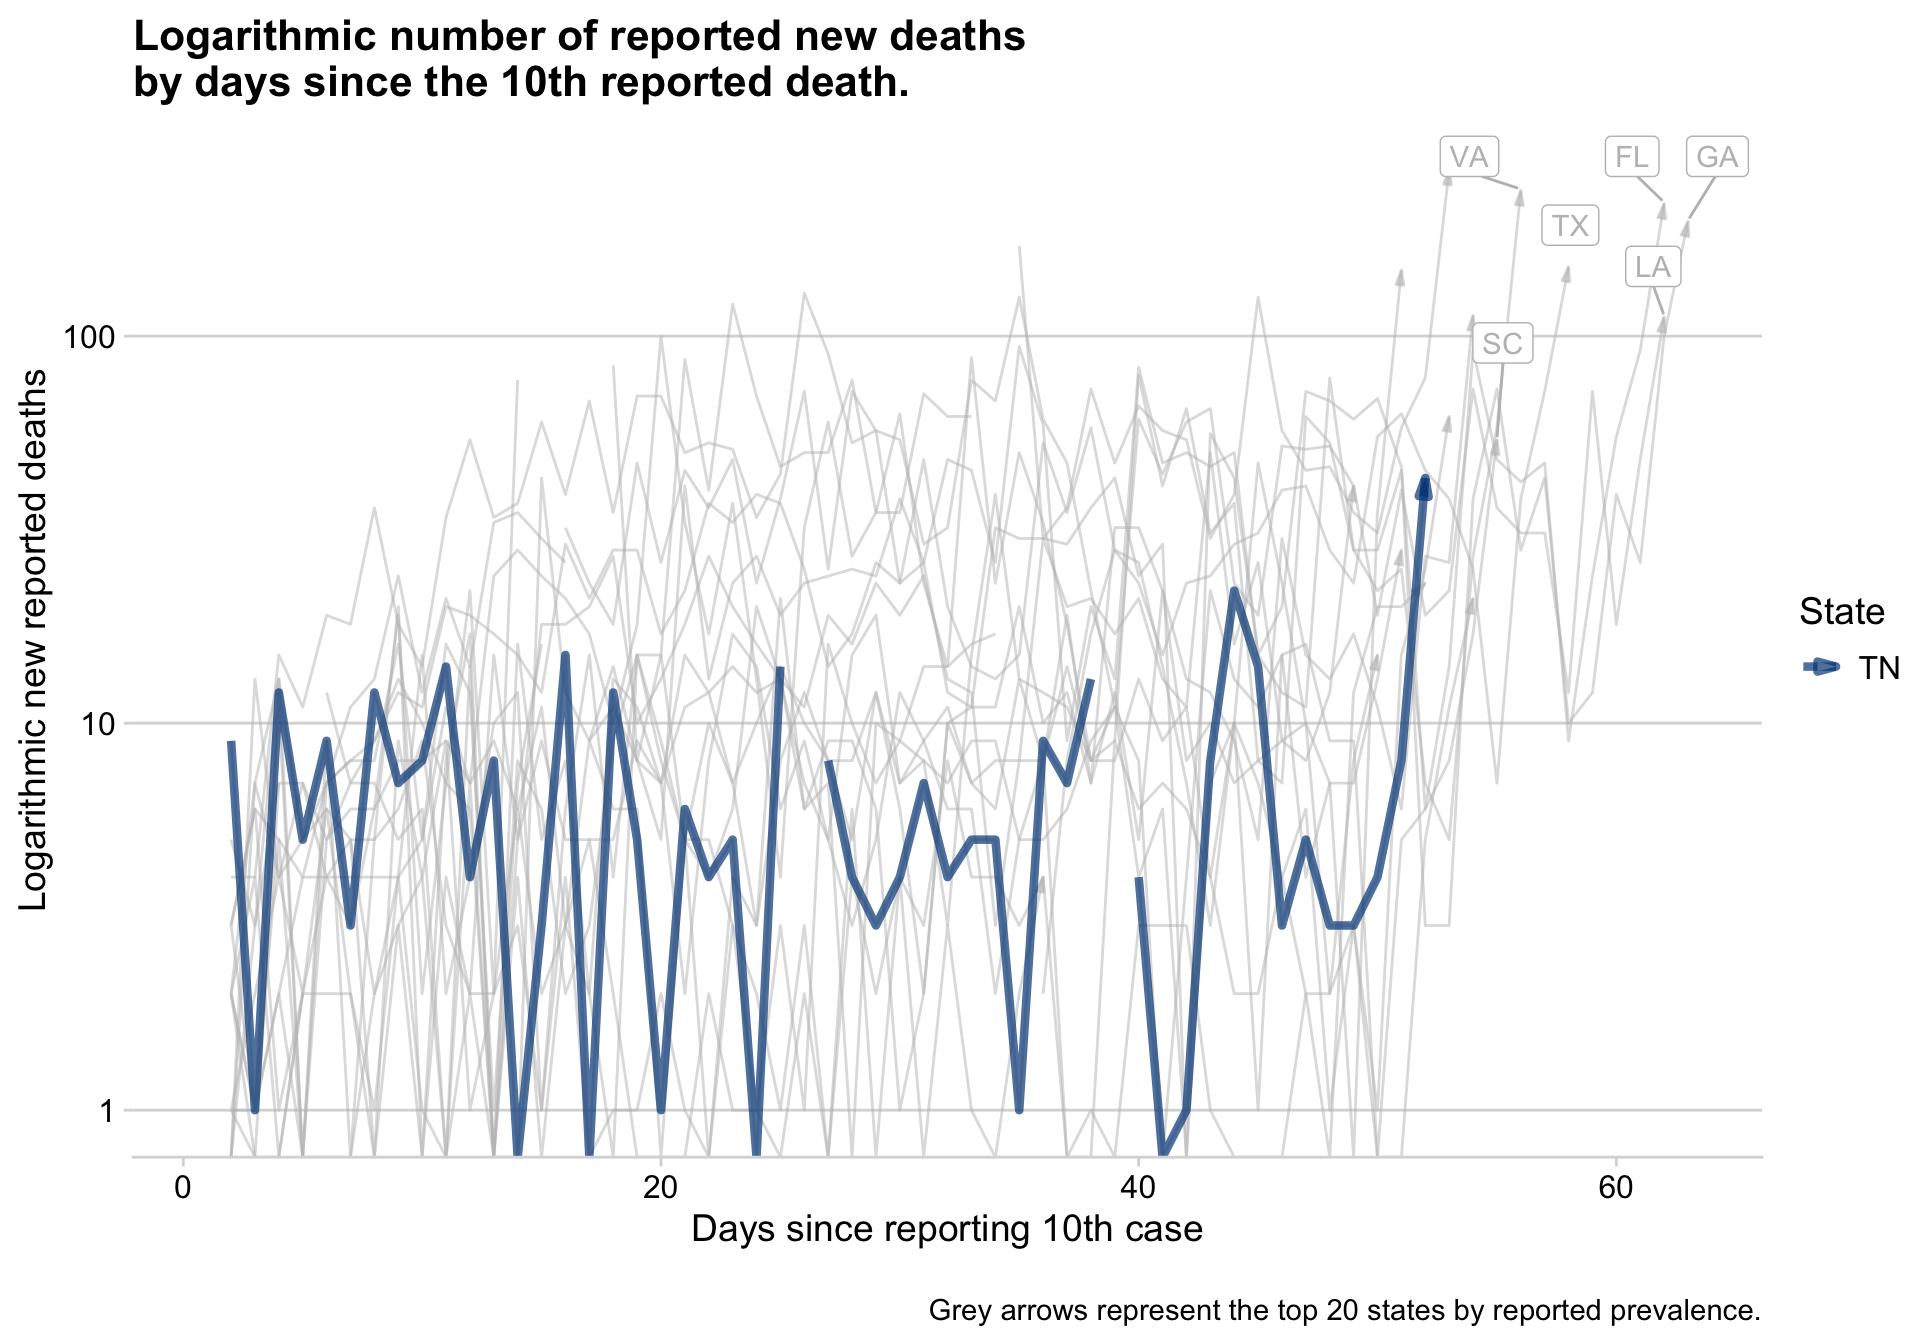 Logarithmic number of reported new deaths
by days since the 10th reported death.
VA
FL
GA
TX
LA
SC
100
10
1
Logarithmic new reported deaths
State
TN
0
20
40
60
Days since reporting 10th case
Grey arrows represent the top 20 states by reported prevalence.